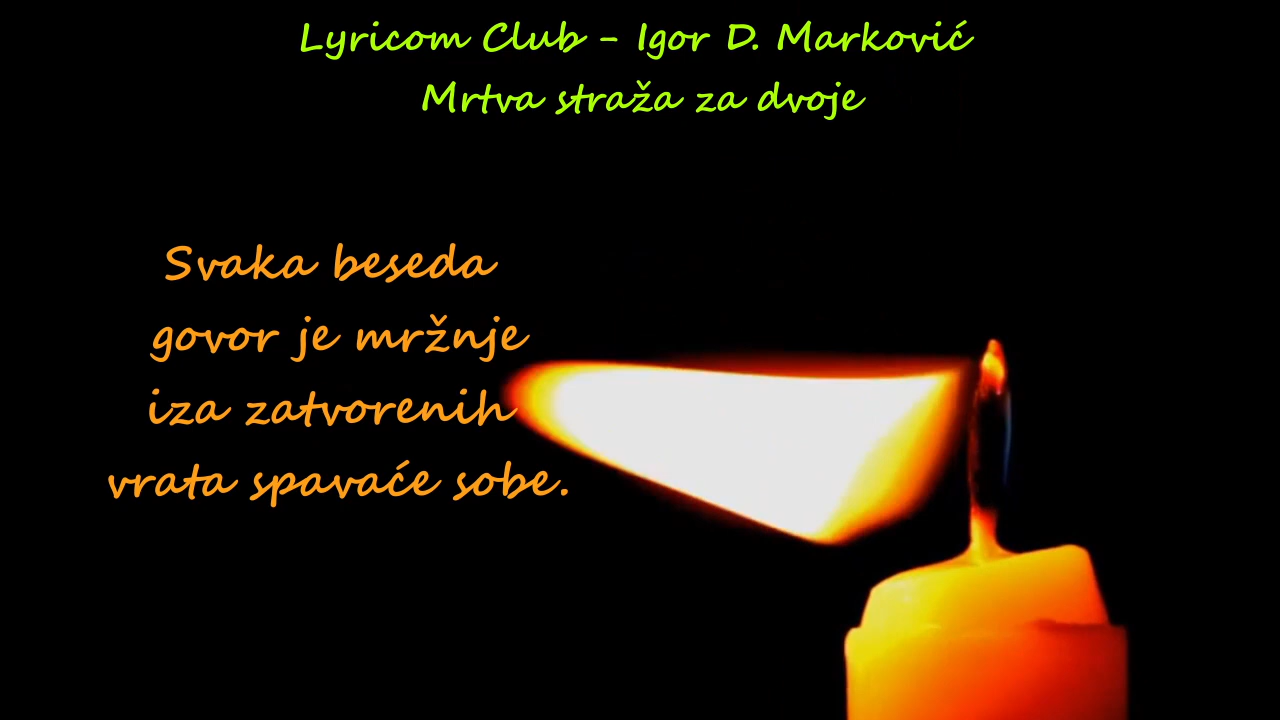 Lyricom Club - Igor D. Marković
Mrtva straža za dvoje
Svaka beseda
govor je mržnje
iza zatvorenih
vrata spavaće sobe.